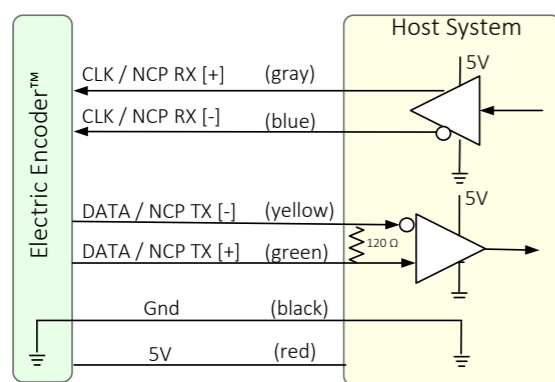 Host System
Electric Encoder™
CLK / NCP RX [+] (gray)
5V
CLK / NCP RX [-] (blue)
DATA / NCP TX [-] (yellow)
5V
120 Ω
DATA / NCP TX [+] (green)
Gnd (black)
5V (red)